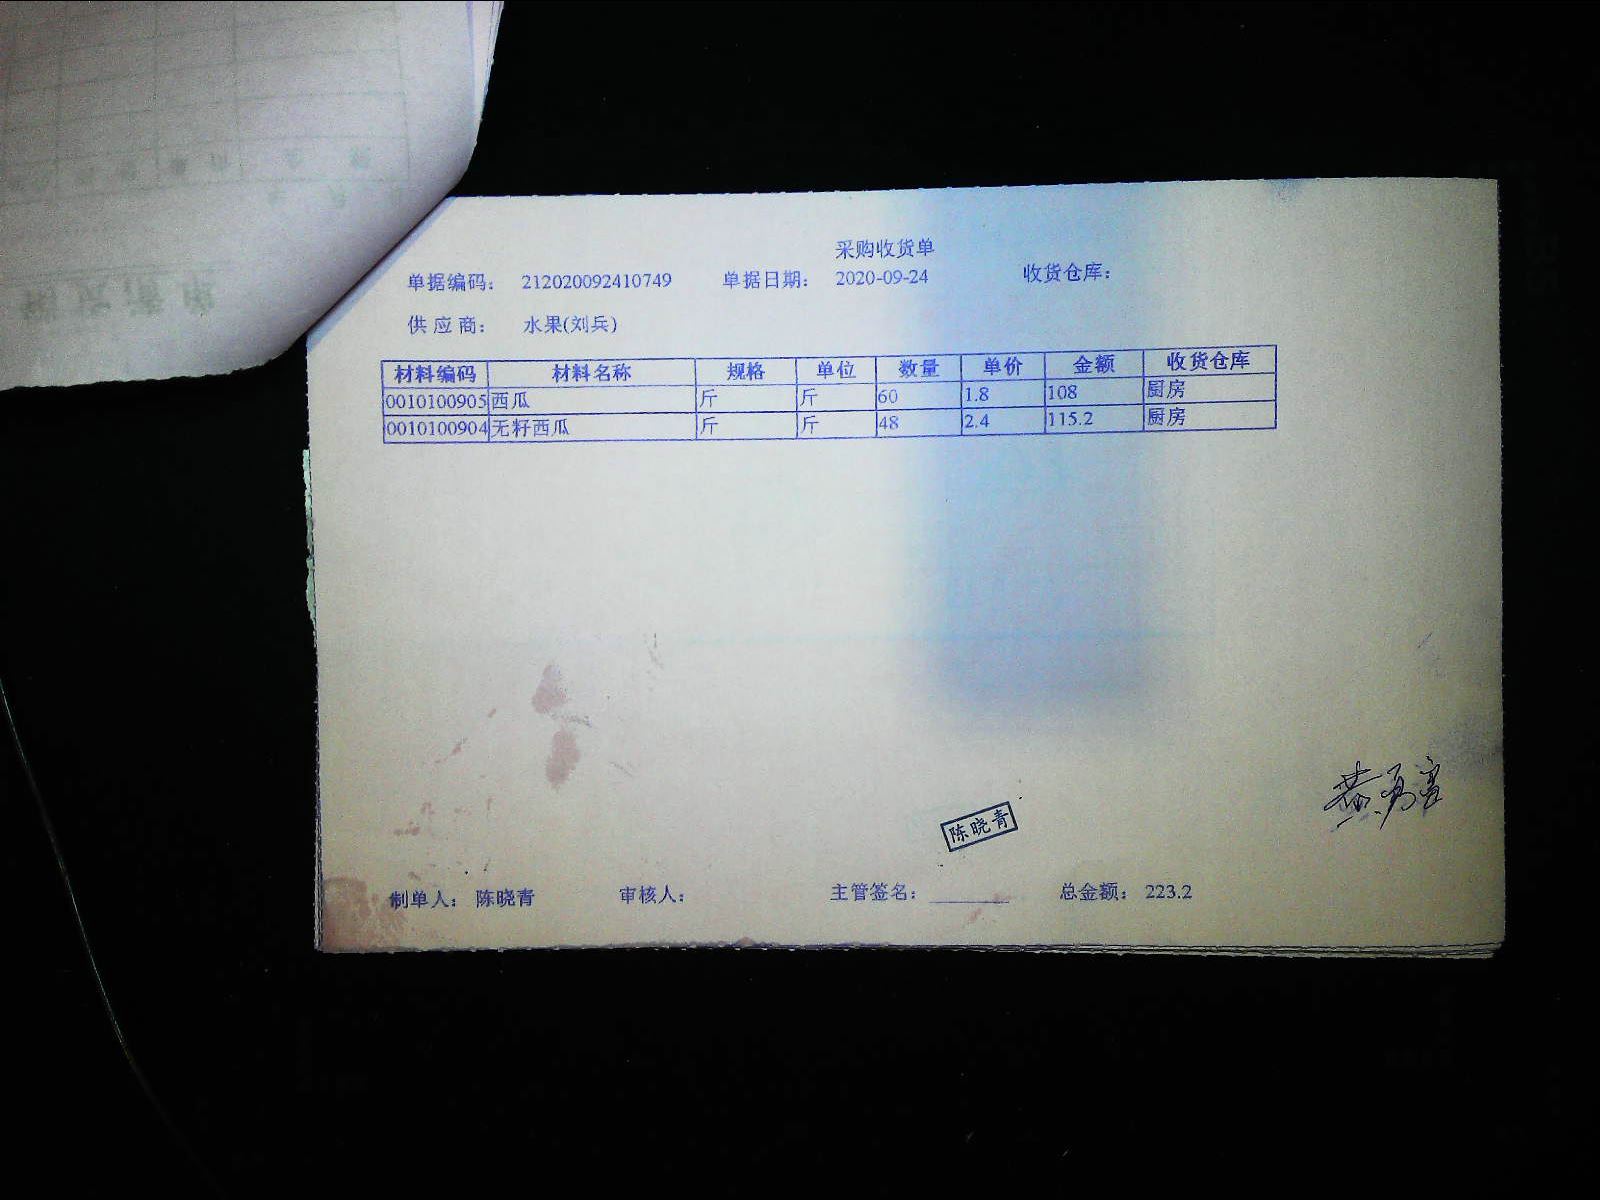 采购收货单
单据编码： 212020092410749 单据日期： 2020-09-24 收货仓库：
供应商： 水果(刘兵)
材料编码 材料名称 规格 单位 数量 单价 金额 收货仓库
0010100905 西瓜 斤 斤 60 1.8 108 厨房
0010100904 无籽西瓜 斤 斤 48 2.4 115.2 厨房
陈晓青
制单人： 陈晓青 审核人： 主管签名： 总金额： 223.2